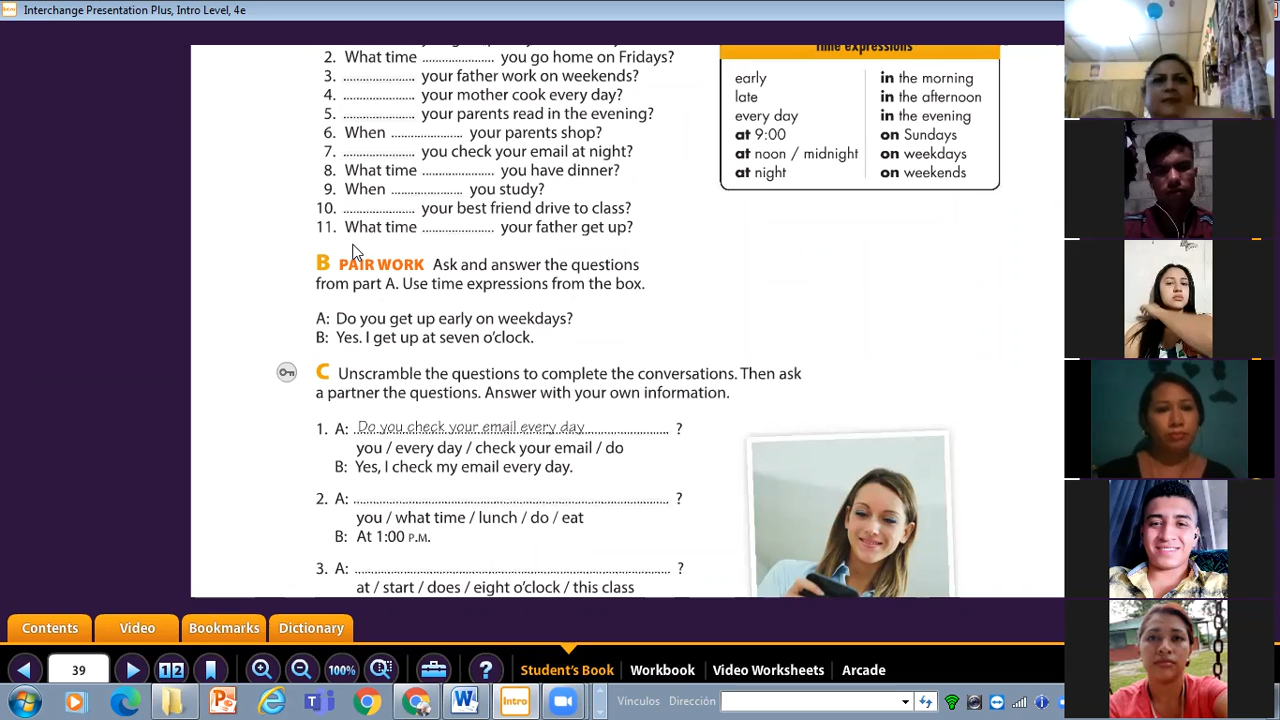 Interchange Presentation Plus, Intro Level, 4e
2. What time ...................... you go home on Fridays?
3. ...................... your father work on weekends?
4. ...................... your mother cook every day?
5. ...................... your parents read in the evening?
6. When ...................... your parents shop?
7. ...................... you check your email at night?
8. What time ...................... you have dinner?
9. When ...................... you study?
10. ...................... your best friend drive to class?
11. What time ...................... your father get up?
Time expressions
early in the morning
late in the afternoon
every day in the evening
at 9:00 on Sundays
at noon / midnight on weekdays
at night on weekends
B PAIR WORK Ask and answer the questions
from part A. Use time expressions from the box.
A: Do you get up early on weekdays?
B: Yes. I get up at seven o'clock.
C Unscramble the questions to complete the conversations. Then ask
a partner the questions. Answer with your own information.
1. A: Do you check your email every day ?
you / every day / check your email / do
B: Yes, I check my email every day.
2. A: ...................... ?
you / what time / lunch / do / eat
B: At 1:00 P.M.
3. A: ...................... ?
at / start / does / eight o'clock / this class
Contents Video Bookmarks Dictionary
39 12 100% ? Student's Book Workbook Video Worksheets Arcade
Intro Vínculos Dirección